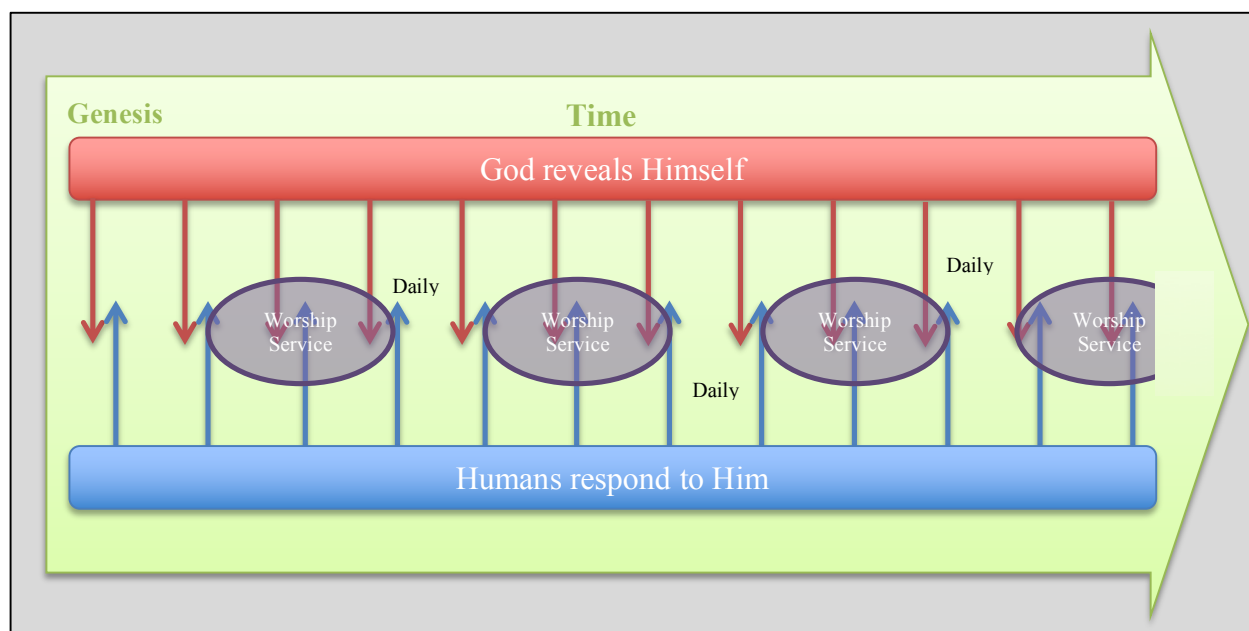 Genesis
Time
God reveals Himself
Daily
Daily
Worship
Service
Worship
Service
Worship
Service
Worship
Service
Daily
Humans respond to Him